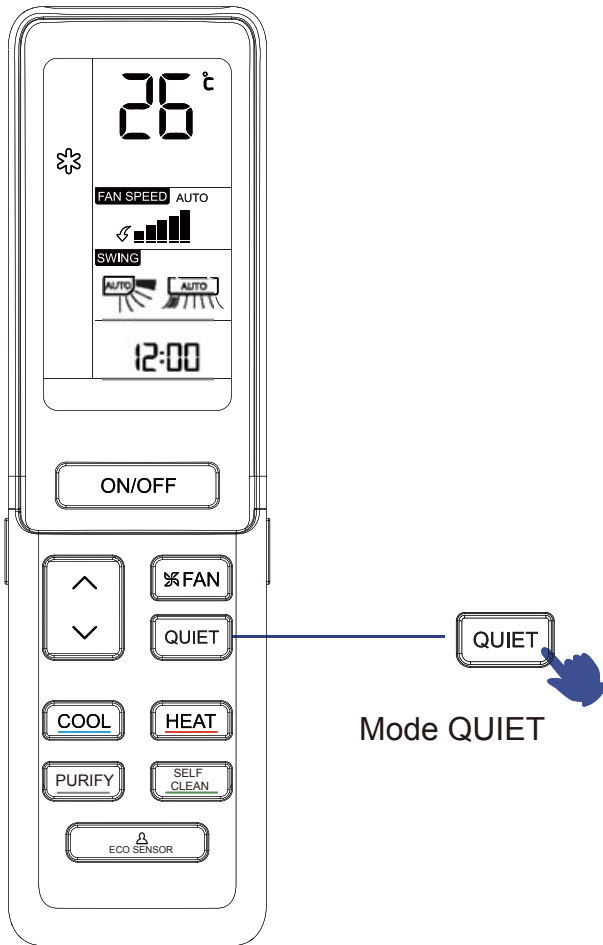 26 °C
FAN SPEED AUTO
SWING
AUTO AUTO
12:00
ON/OFF
FAN
QUIET
QUIET
Mode QUIET
COOL HEAT
PURIFY
SELF
CLEAN
ECO SENSOR